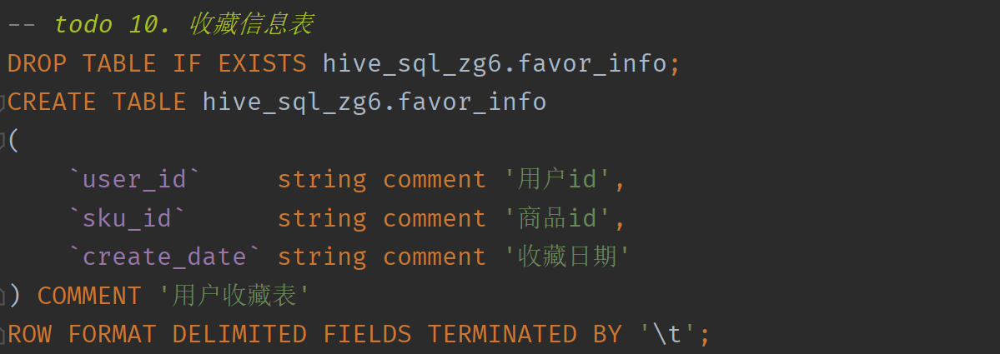 -- todo 10. 收藏信息表
DROP TABLE IF EXISTS hive_sql_zg6.favor_info;
CREATE TABLE hive_sql_zg6.favor_info
(
    `user_id`     string comment '用户id',
    `sku_id`      string comment '商品id',
    `create_date` string comment '收藏日期'
) COMMENT '用户收藏表'
ROW FORMAT DELIMITED FIELDS TERMINATED BY '\t';